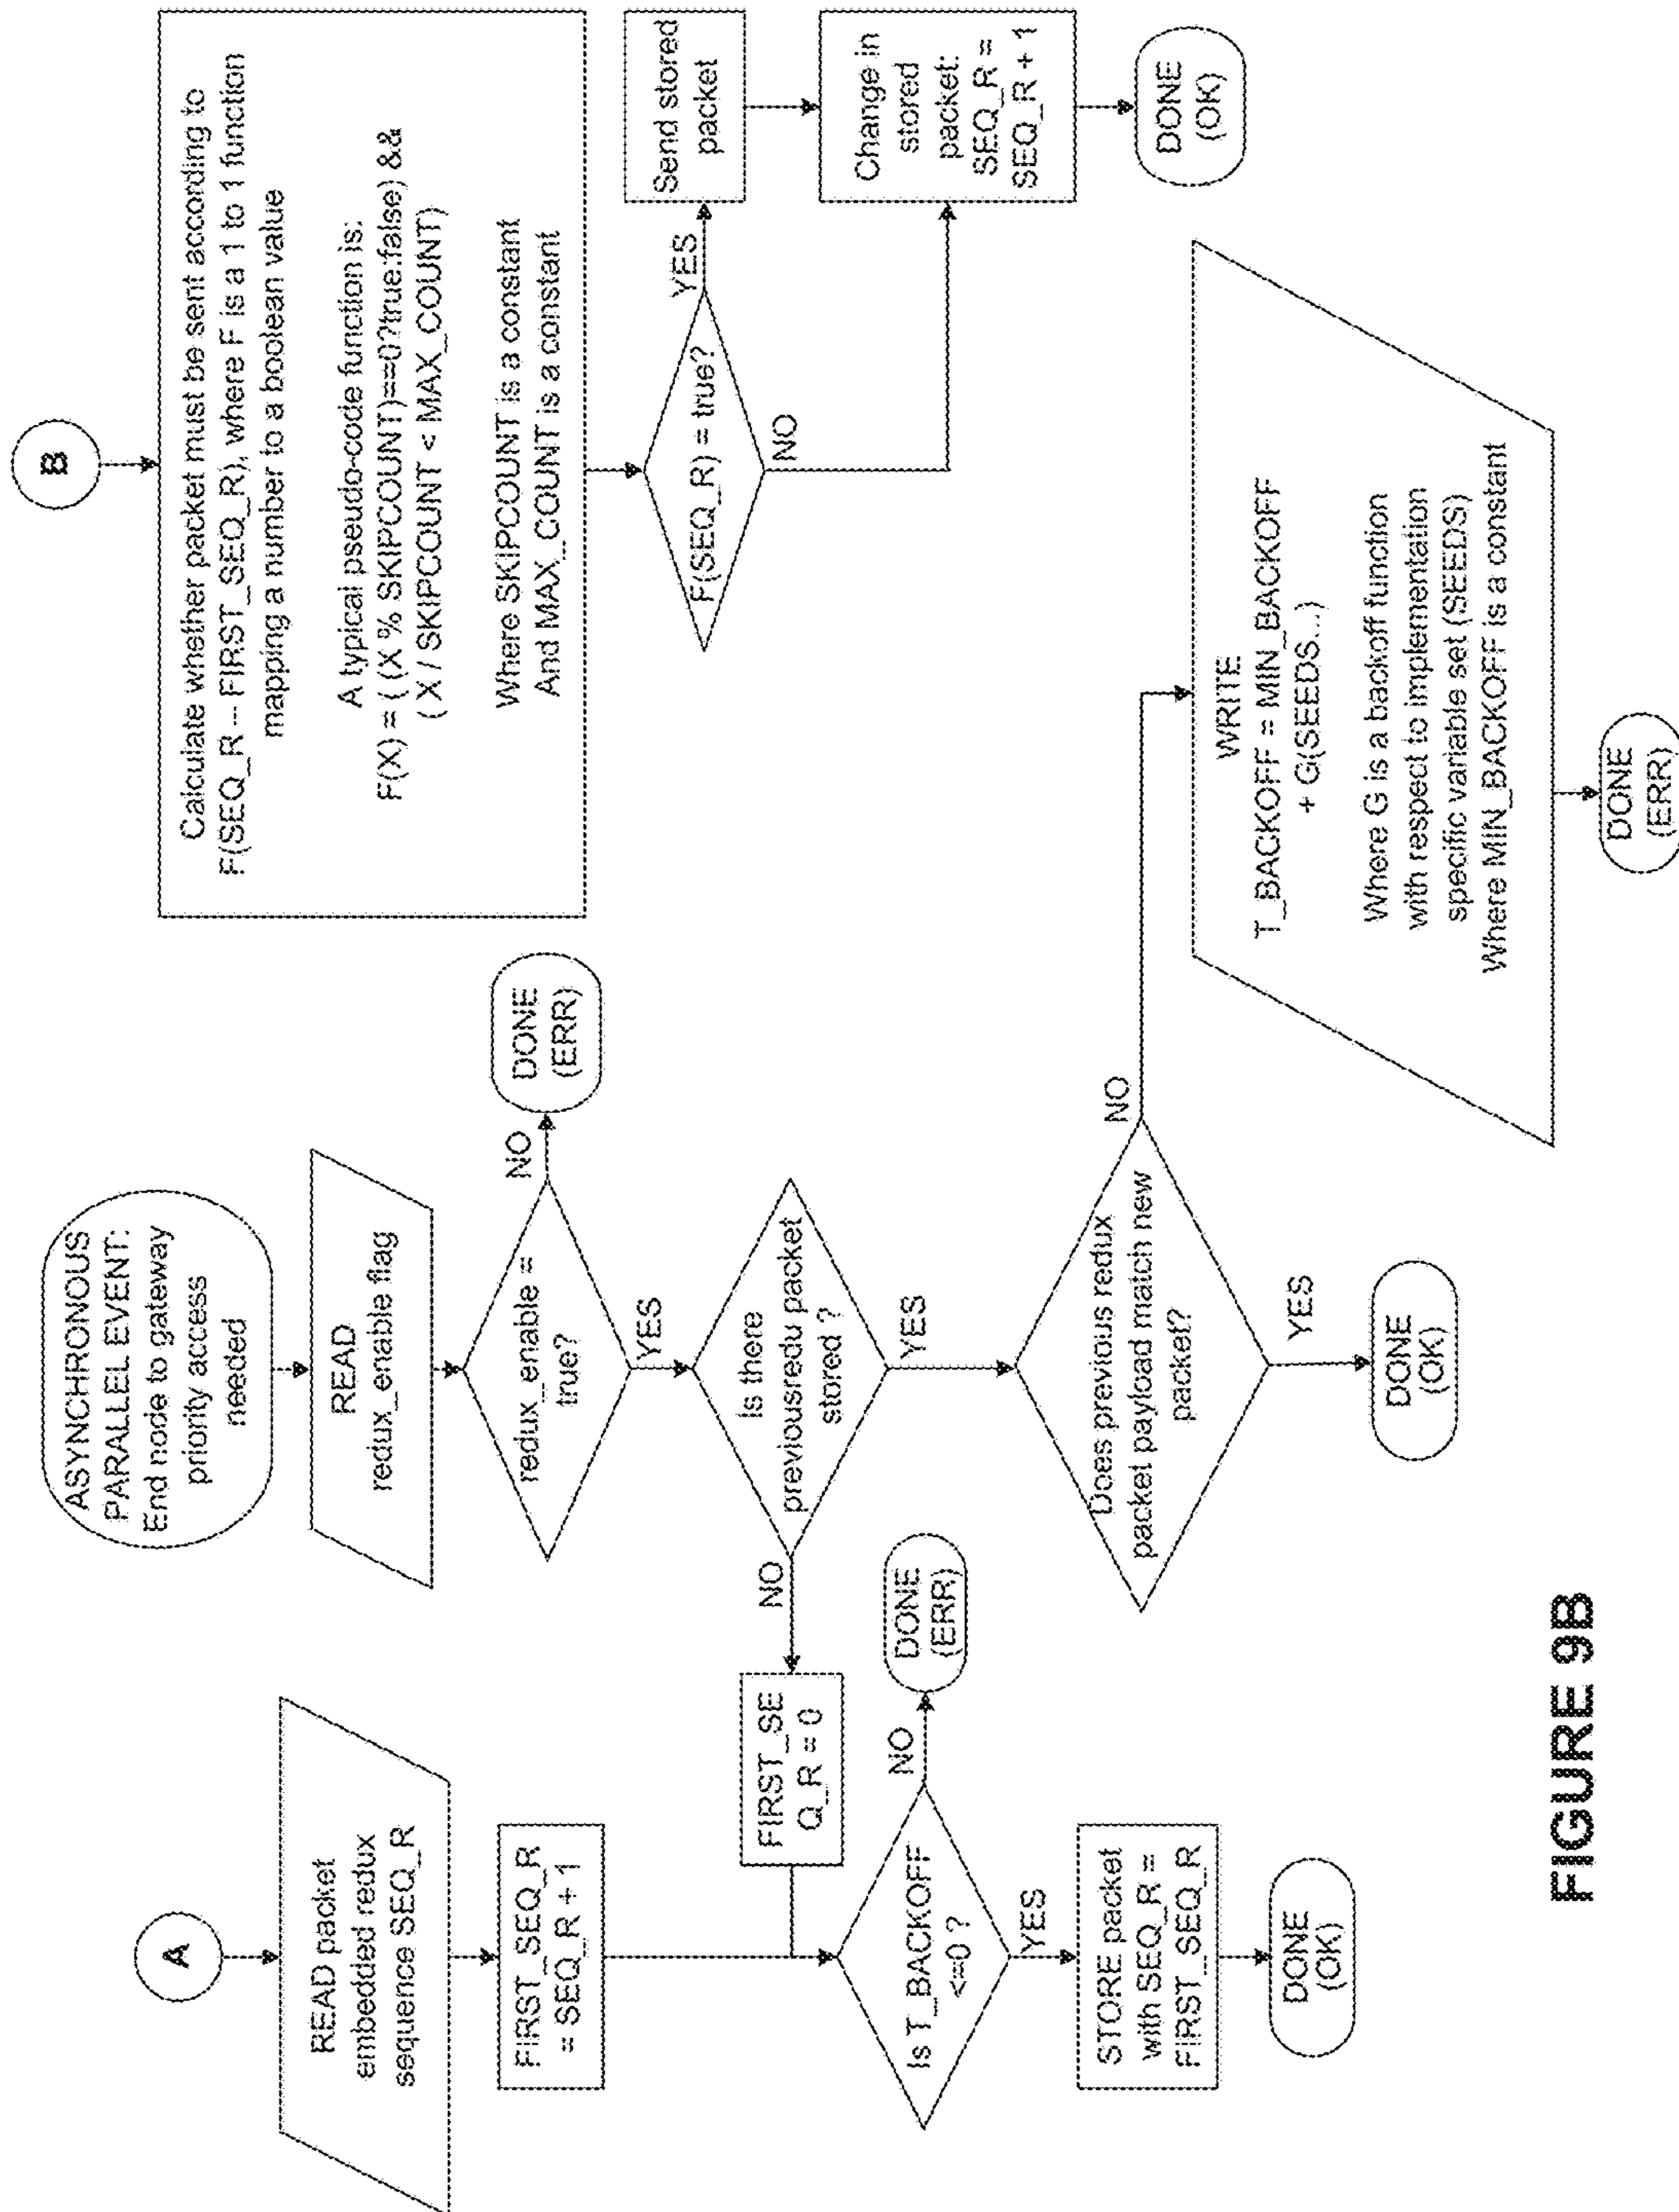 A
READ packet
embedded redux
sequence SEQ_R
FIRST_SEQ_R
= SEQ_R + 1
FIRST_SE
Q_R = 0
Is T_BACKOFF
<=0 ?
NO
DONE
(ERR)
YES
STORE packet
with SEQ_R =
FIRST_SEQ_R
DONE
(OK)
ASYNCHRONOUS
PARALLEL EVENT:
End node to gateway
priority access
needed
READ
redux_enable flag
redux_enable =
true?
NO
DONE
(ERR)
YES
Is there
previousredu packet
stored ?
NO
YES
Does previous redux
packet payload match new
packet?
NO
YES
DONE
(OK)
WRITE
T_BACKOFF = MIN_BACKOFF
+ G(SEEDS...)
Where G is a backoff function
with respect to implementation
specific variable set (SEEDS)
Where MIN_BACKOFF is a constant
DONE
(ERR)
B
Calculate whether packet must be sent according to
F(SEQ_R -- FIRST_SEQ_R), where F is a 1 to 1 function
mapping a number to a boolean value
A typical pseudo-code function is:
F(X) = ( (X % SKIPCOUNT)==0?true:false) &&
( X / SKIPCOUNT < MAX_COUNT)
Where SKIPCOUNT is a constant
And MAX_COUNT is a constant
F(SEQ_R) = true?
YES
NO
Send stored
packet
Change in
stored
packet:
SEQ_R =
SEQ_R + 1
DONE
(OK)
FIGURE 9B